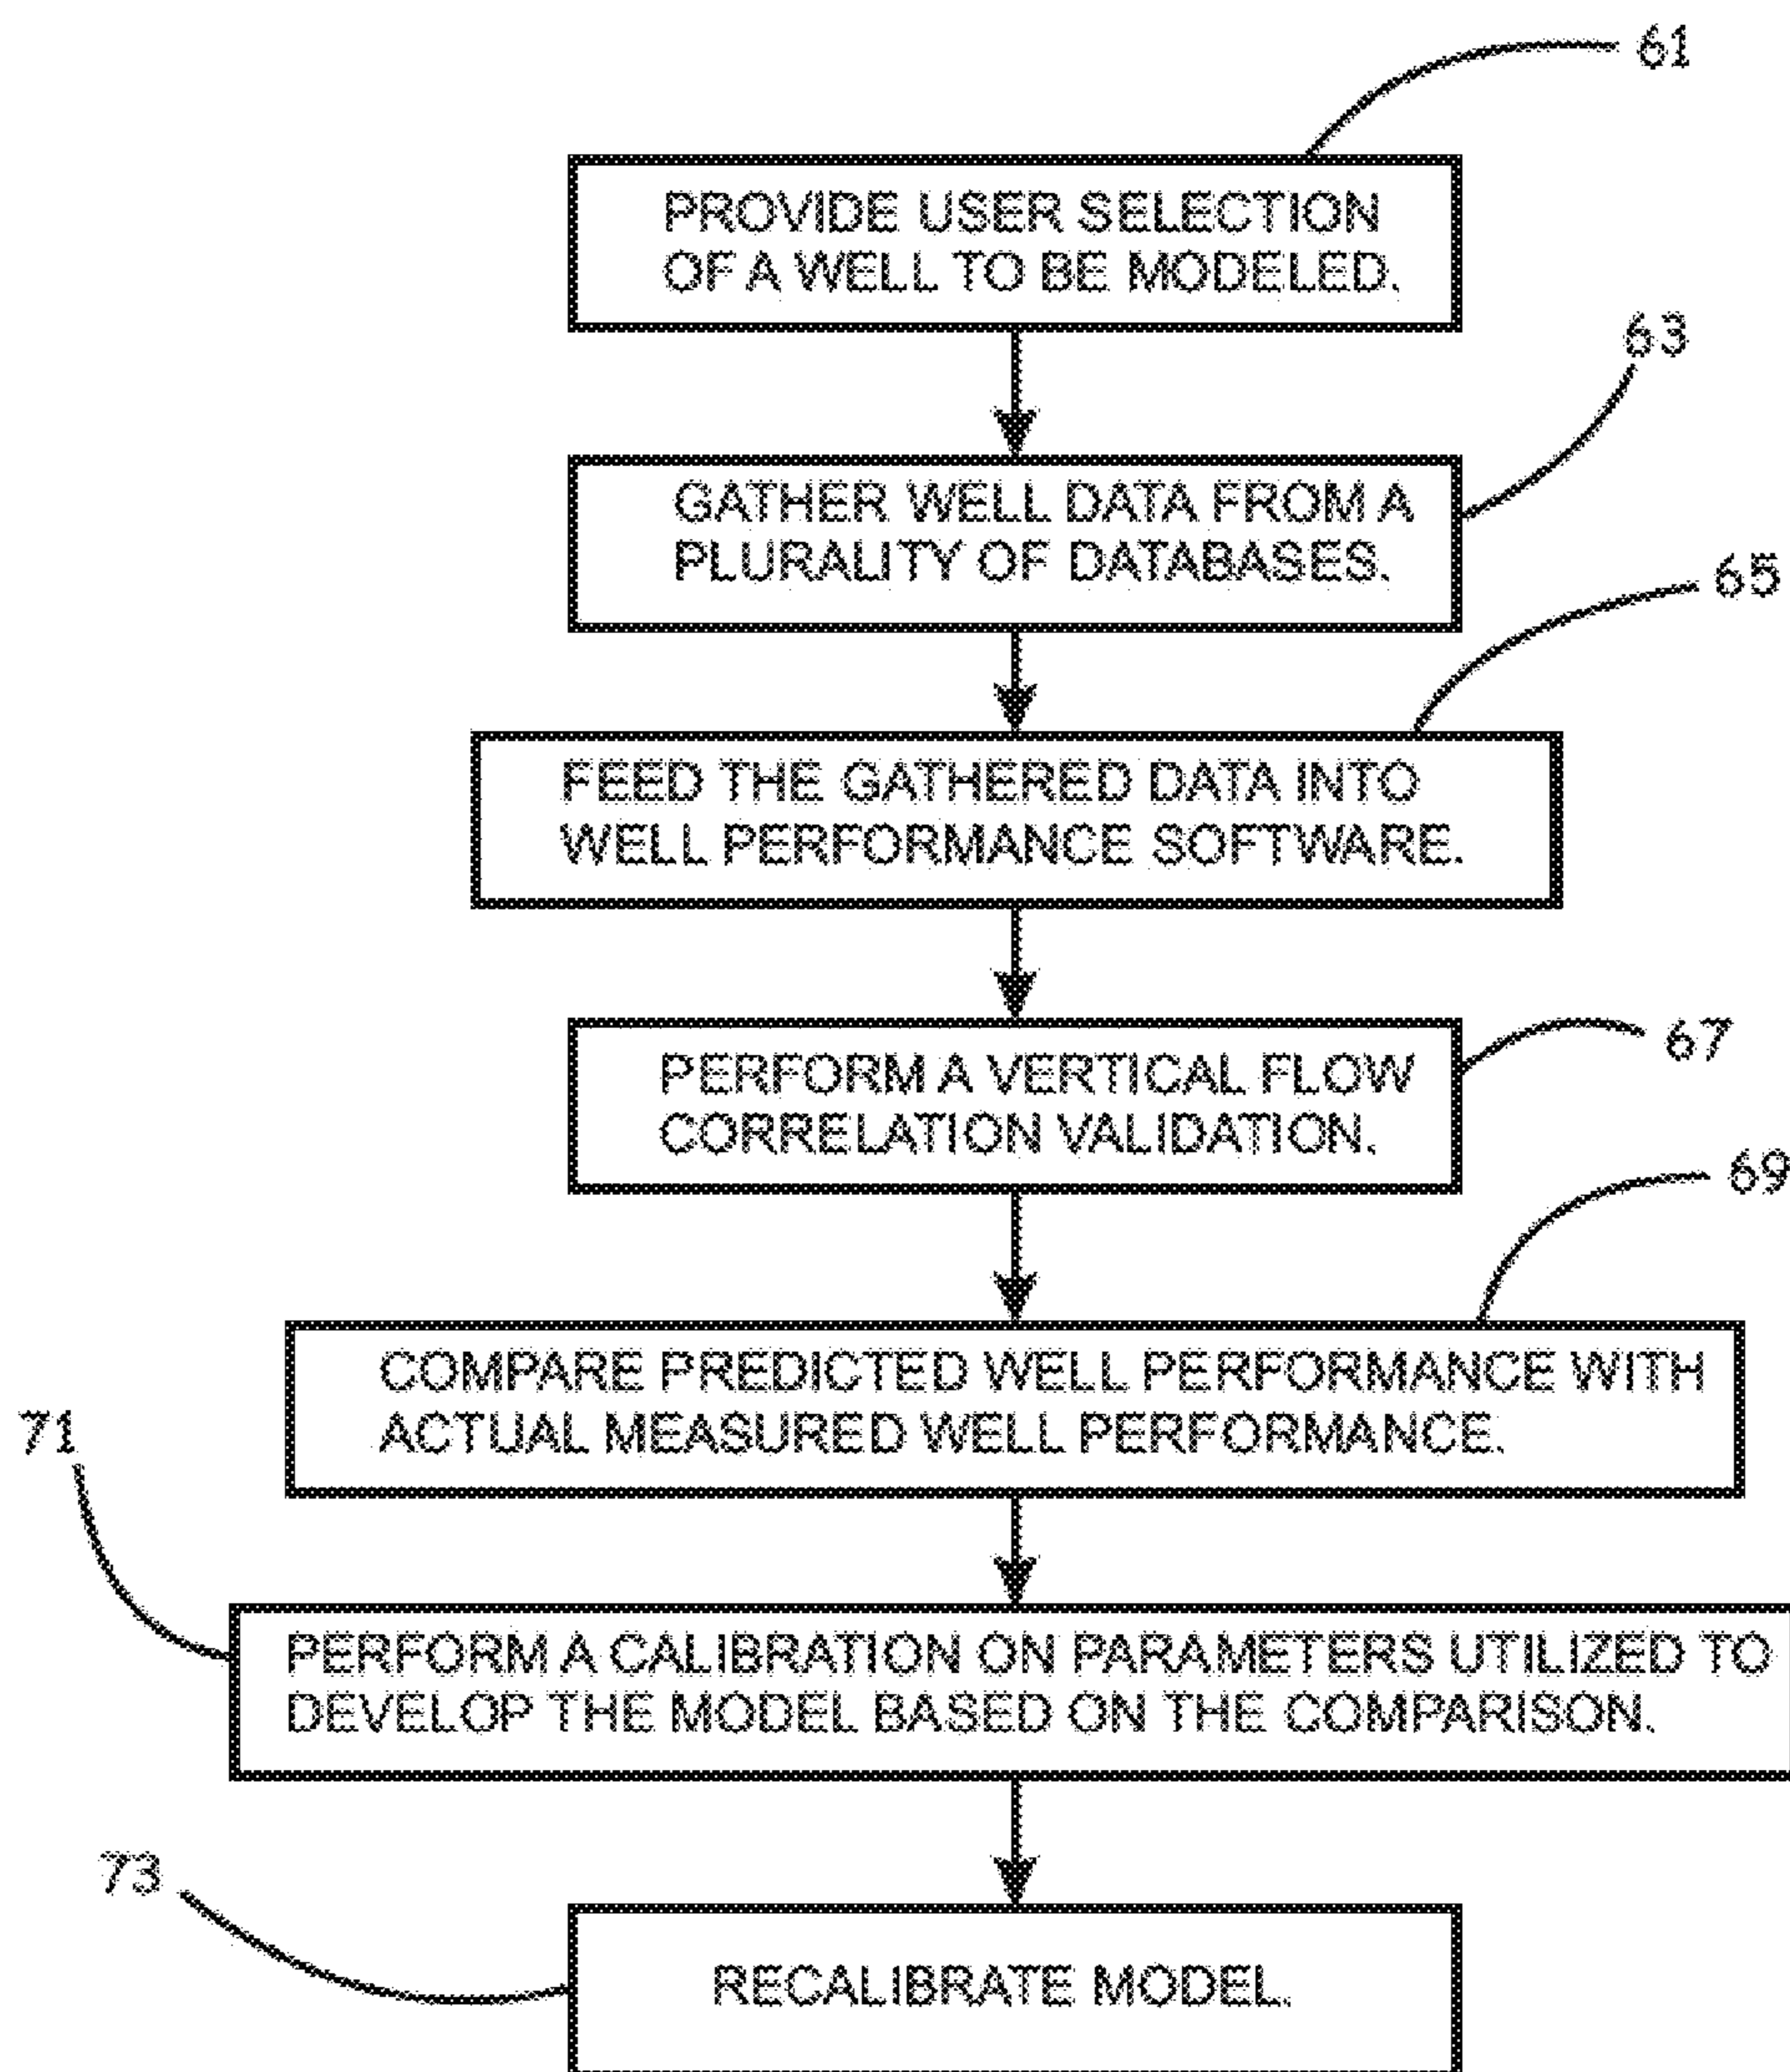 61
PROVIDE USER SELECTION
OF A WELL TO BE MODELED.
63
GATHER WELL DATA FROM A
PLURALITY OF DATABASES.
65
FEED THE GATHERED DATA INTO
WELL PERFORMANCE SOFTWARE.
67
PERFORM A VERTICAL FLOW
CORRELATION VALIDATION.
69
COMPARE PREDICTED WELL PERFORMANCE WITH
ACTUAL MEASURED WELL PERFORMANCE.
71
PERFORM A CALIBRATION ON PARAMETERS UTILIZED TO
DEVELOP THE MODEL BASED ON THE COMPARISON.
73
RECALIBRATE MODEL.